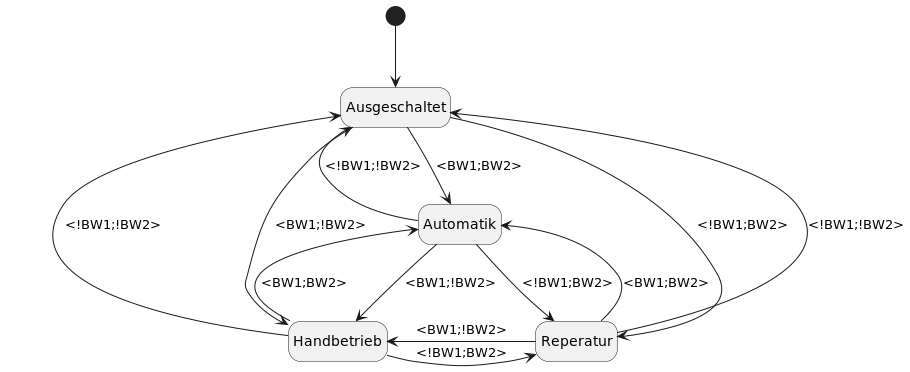 Ausgeschaltet
<!BW1;!BW2>
<BW1;BW2>
<!BW1;!BW2>
<BW1;!BW2>
Automatik
<!BW1;BW2>
<!BW1;!BW2>
<BW1;BW2>
<BW1;!BW2>
<!BW1;BW2>
<BW1;BW2>
<BW1;!BW2>
Handbetrieb
Reperatur
<!BW1;BW2>